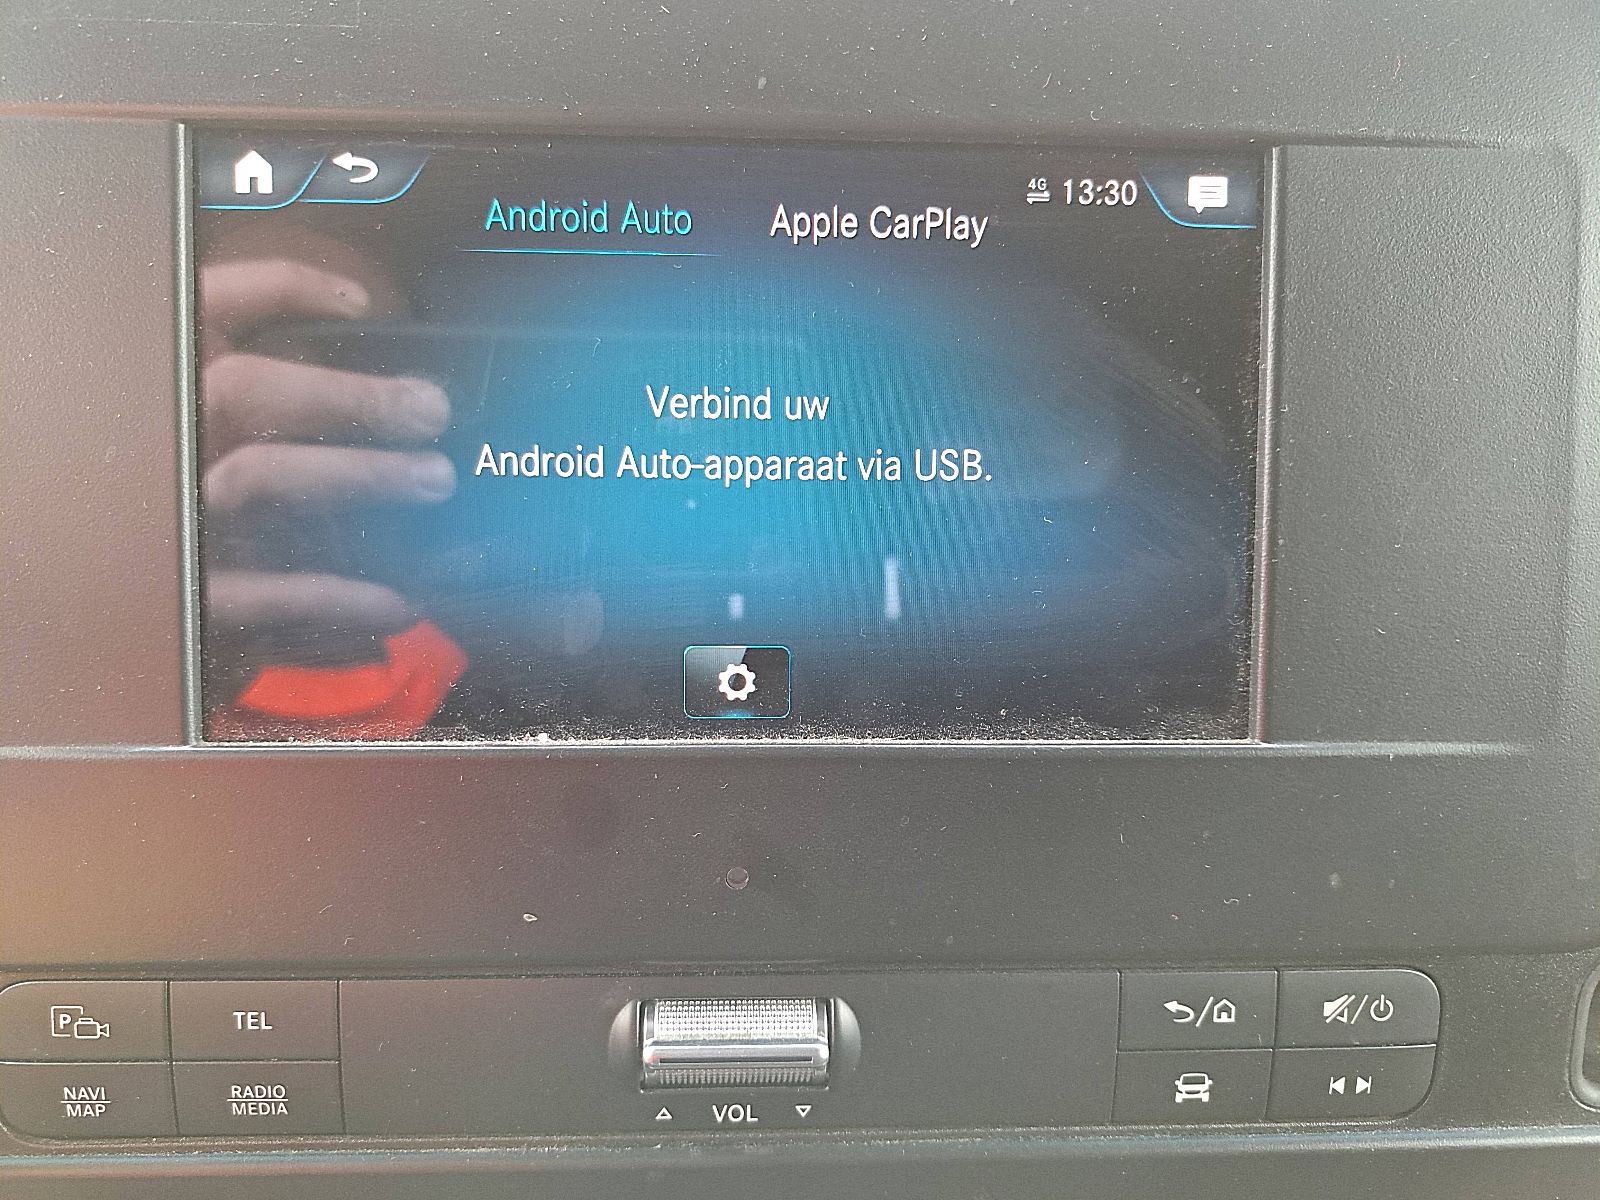 Android Auto
Apple CarPlay
4G 13:30
Verbind uw
Android Auto-apparaat via USB.
P
TEL
NAVI
MAP
RADIO
MEDIA
VOL